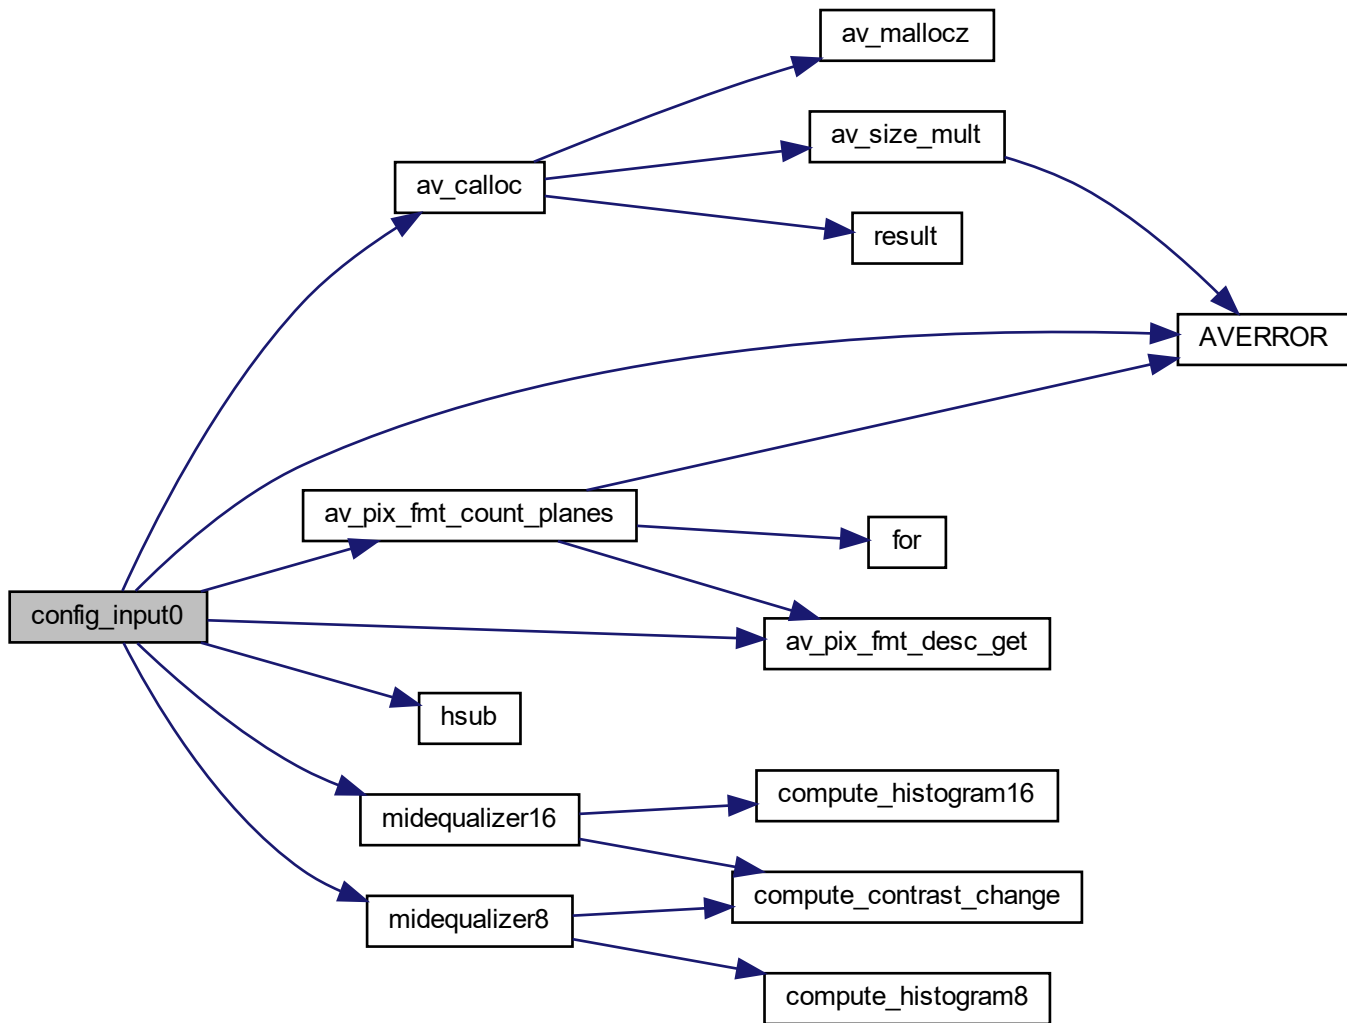 av_mallocz
av_size_mult
av_calloc
result
AVERROR
av_pix_fmt_count_planes
for
config_input0
av_pix_fmt_desc_get
hsub
compute_histogram16
midequalizer16
compute_contrast_change
midequalizer8
compute_histogram8